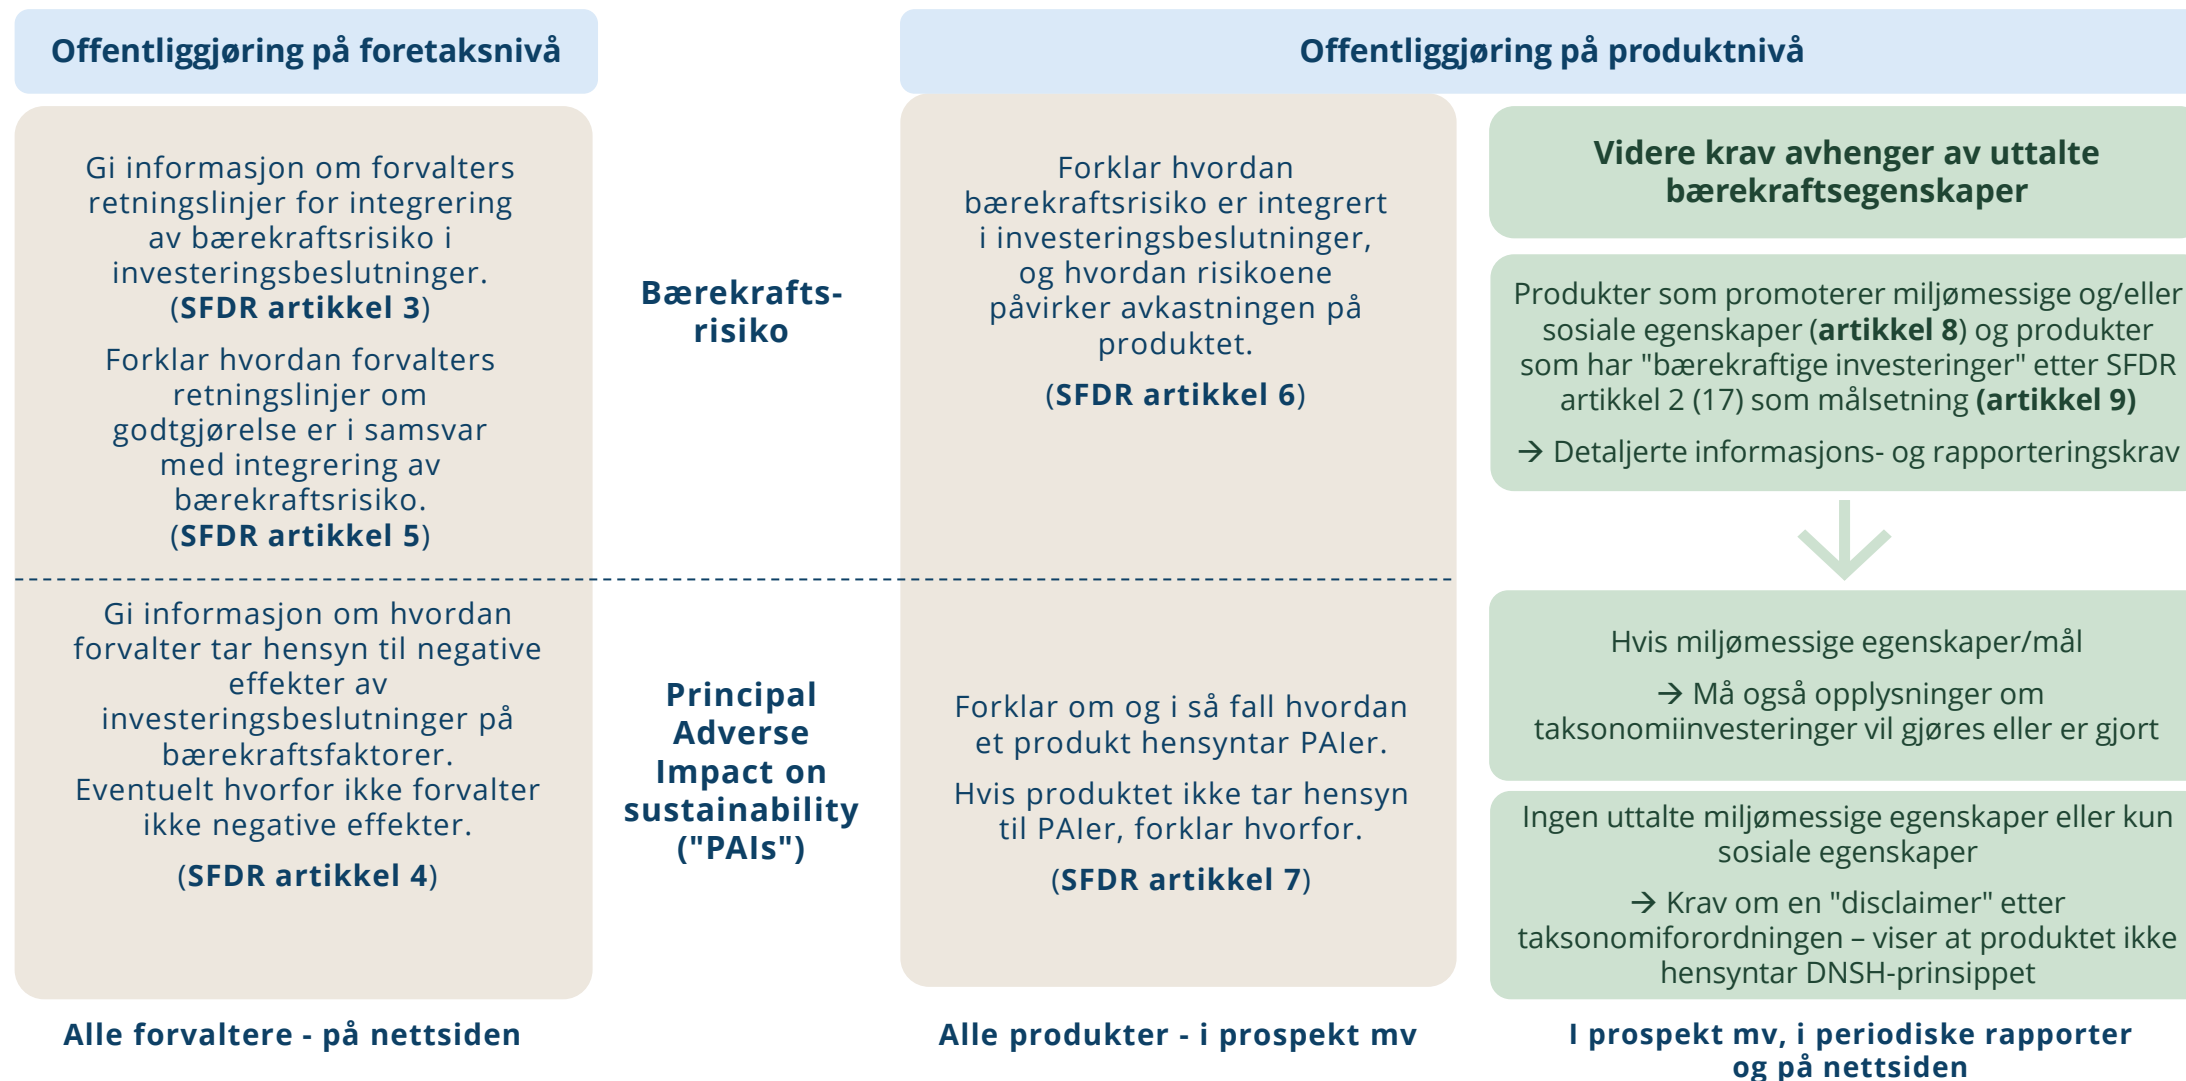 Offentliggjøring på foretaksnivå
Gi informasjon om forvalters
retningslinjer for integrering
av bærekraftsrisiko i
investeringsbeslutninger.
(SFDR artikkel 3)
Forklar hvordan forvalters
retningslinjer om
godtgjørelse er i samsvar
med integrering av
bærekraftsrisiko.
(SFDR artikkel 5)
Gi informasjon om hvordan
forvalter tar hensyn til negative
effekter av
investeringsbeslutninger på
bærekraftsfaktorer.
Eventuelt hvorfor ikke forvalter
ikke negative effekter.
(SFDR artikkel 4)
Alle forvaltere - på nettsiden
Bærekrafts-
risiko
Principal
Adverse
Impact on
sustainability
("PAIs")
Offentliggjøring på produktnivå
Forklar hvordan
bærekraftsrisiko er integrert
i investeringsbeslutninger,
og hvordan risikoene
påvirker avkastningen på
produktet.
(SFDR artikkel 6)
Forklar om og i så fall hvordan
et produkt hensyntar PAIer.
Hvis produktet ikke tar hensyn
til PAIer, forklar hvorfor.
(SFDR artikkel 7)
Alle produkter - i prospekt mv
Videre krav avhenger av uttalte
bærekraftsegenskaper
Produkter som promoterer miljømessige og/eller
sosiale egenskaper (artikkel 8) og produkter
som har "bærekraftige investeringer" etter SFDR
artikkel 2 (17) som målsetning (artikkel 9)
→ Detaljerte informasjons- og rapporteringskrav
Hvis miljømessige egenskaper/mål
→ Må også opplysninger om
taksonomiinvesteringer vil gjøres eller er gjort
Ingen uttalte miljømessige egenskaper eller kun
sosiale egenskaper
→ Krav om en "disclaimer" etter
taksonomiforordningen – viser at produktet ikke
hensyntar DNSH-prinsippet
I prospekt mv, i periodiske rapporter
og på nettsiden